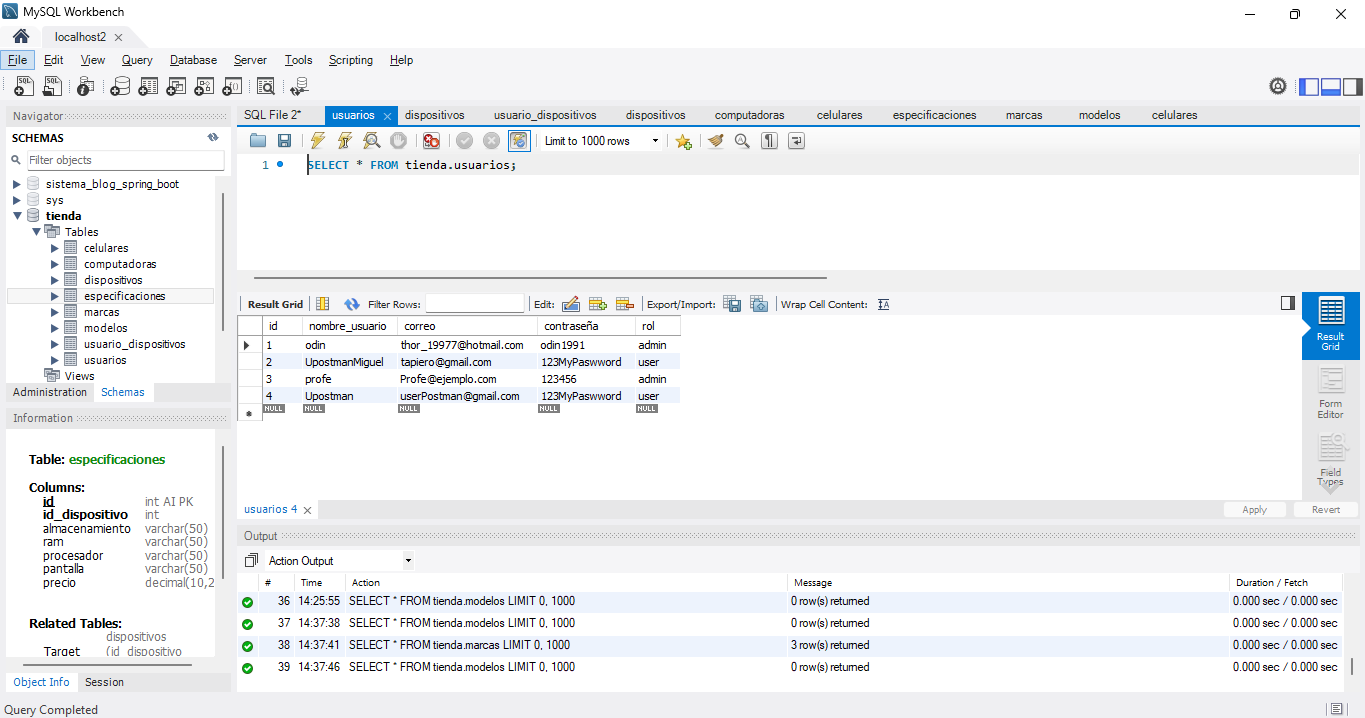 MySQL Workbench
localhost2
File Edit View Query Database Server Tools Scripting Help
Navigator
SCHEMAS
Filter objects
sistema_blog_spring_boot
sys
tienda
Tables
celulares
computadoras
dispositivos
especificaciones
marcas
modelos
usuario_dispositivos
usuarios
Views
Administration Schemas
Information
Table: especificaciones
Columns:
id int AI PK
id_dispositivo int
almacenamiento varchar(50)
ram varchar(50)
procesador varchar(50)
pantalla varchar(50)
precio decimal(10,2
Related Tables:
dispositivos
Target (id_dispositivo
Object Info Session
SQL File 2* usuarios dispositivos usuario_dispositivos dispositivos computadoras celulares especificaciones marcas modelos celulares
Limit to 1000 rows
1 SELECT * FROM tienda.usuarios;
Result Grid Filter Rows: Edit: Export/Import: Wrap Cell Content:
id nombre_usuario correo contraseña rol
1 odin thor_19977@hotmail.com odin1991 admin
2 UpostmanMiguel tapiero@gmail.com 123MyPaswword user
3 profe Profe@ejemplo.com 123456 admin
4 Upostman userPostman@gmail.com 123MyPaswword user
NULL NULL NULL NULL NULL
Result
Grid
Form
Editor
Field
Types
usuarios 4
Apply Revert
Output
Action Output
# Time Action Message Duration / Fetch
36 14:25:55 SELECT * FROM tienda.modelos LIMIT 0, 1000 0 row(s) returned 0.000 sec / 0.000 sec
37 14:37:38 SELECT * FROM tienda.modelos LIMIT 0, 1000 0 row(s) returned 0.000 sec / 0.000 sec
38 14:37:41 SELECT * FROM tienda.marcas LIMIT 0, 1000 3 row(s) returned 0.000 sec / 0.000 sec
39 14:37:46 SELECT * FROM tienda.modelos LIMIT 0, 1000 0 row(s) returned 0.000 sec / 0.000 sec
Query Completed